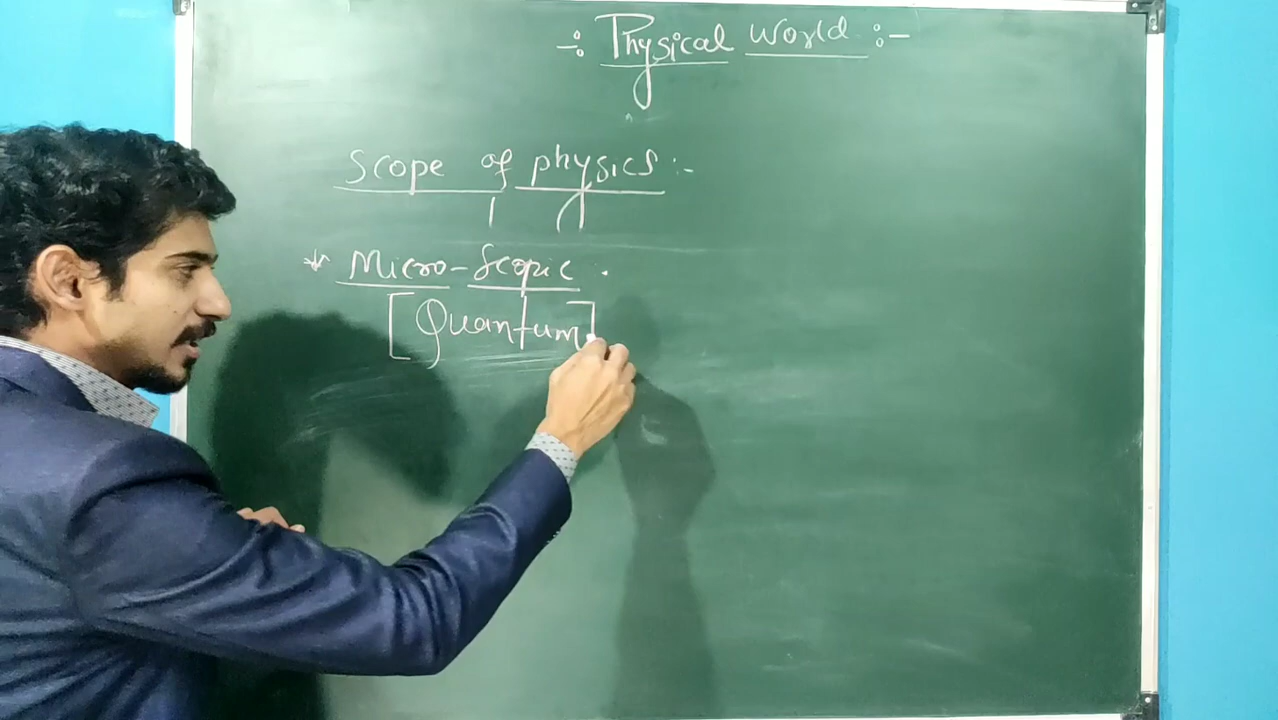 -: Physical World :-
Scope of physics :-
* Micro-Scopic .
[Quantum]